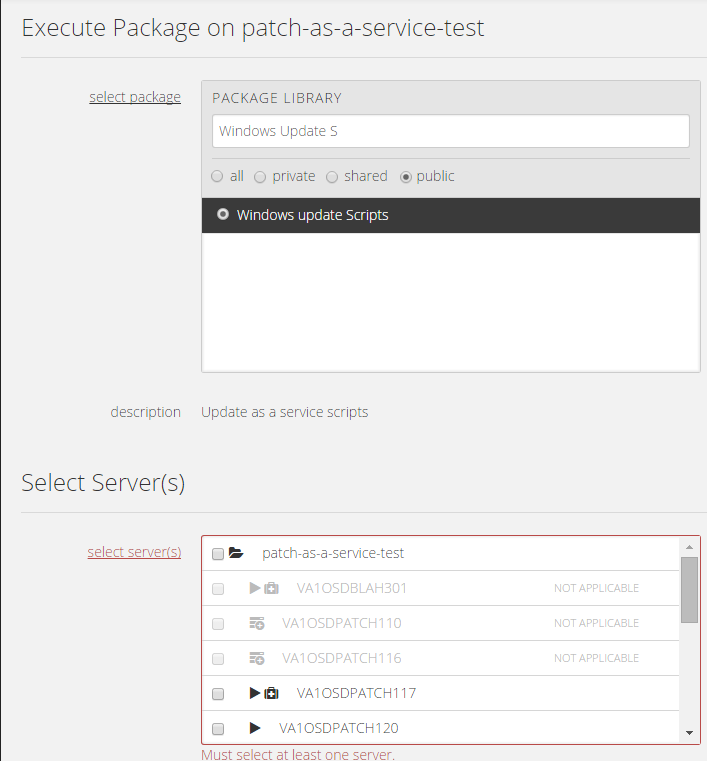 Execute Package on patch-as-a-service-test
select package
PACKAGE LIBRARY
Windows Update S
all private shared public
Windows update Scripts
description Update as a service scripts
Select Server(s)
select server(s)
patch-as-a-service-test
VA1OSDBLAH301 NOT APPLICABLE
VA1OSDPATCH110 NOT APPLICABLE
VA1OSDPATCH116 NOT APPLICABLE
VA1OSDPATCH117
VA1OSDPATCH120
Must select at least one server.